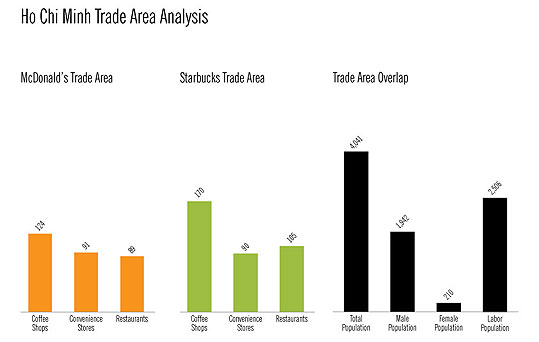 Ho Chi Minh Trade Area Analysis
McDonald's Trade Area
124
91
89
Coffee
Shops
Convenience
Stores
Restaurants
Starbucks Trade Area
170
90
105
Coffee
Shops
Convenience
Stores
Restaurants
Trade Area Overlap
4,041
1,942
210
2,506
Total
Population
Male
Population
Female
Population
Labor
Population